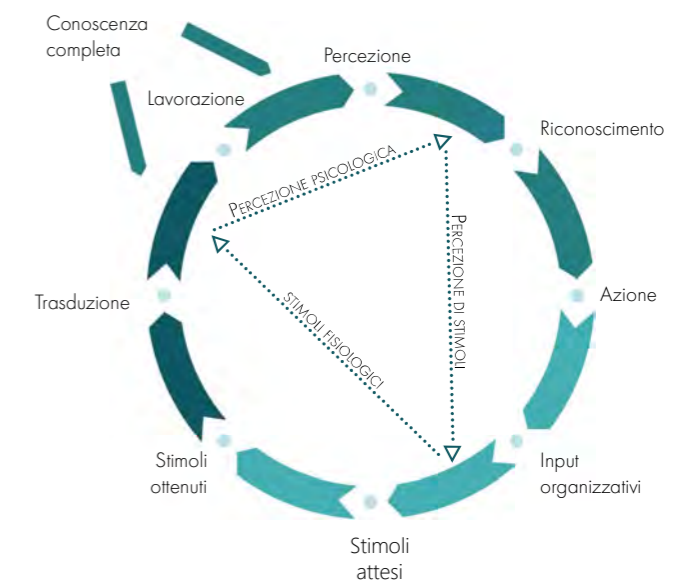 Conoscenza
completa
Percezione
Lavorazione
Riconoscimento
PERCEZIONE PSICOLOGICA
PERCEZIONE DI STIMOLI
STIMOLI FISIOLOGICI
Trasduzione
Azione
Stimoli
ottenuti
Input
organizzativi
Stimoli
attesi